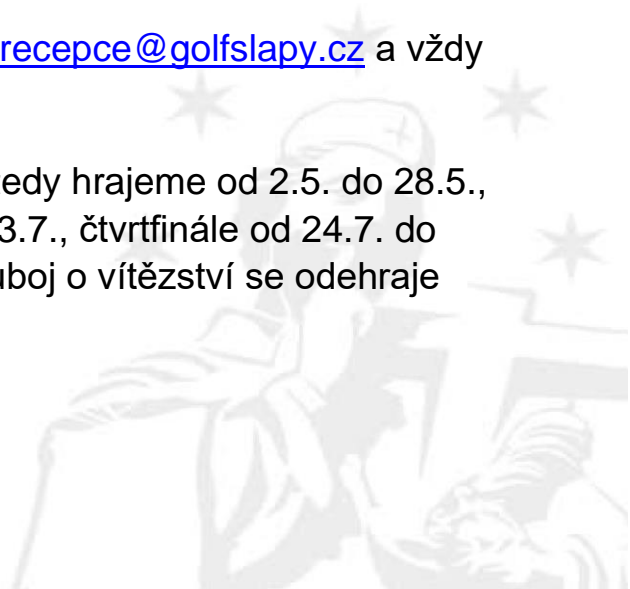 recepce@golfslapy.cz a vždy
tedy hrajeme od 2.5. do 28.5.,
3.7., čtvrtfinále od 24.7. do
uboj o vítězství se odehraje